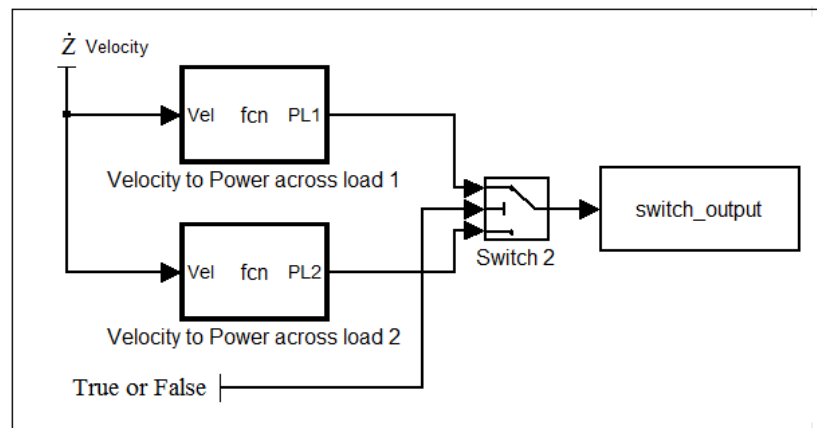 Ż Velocity
Vel fcn PL1
Velocity to Power across load 1
switch_output
Switch 2
Vel fcn PL2
Velocity to Power across load 2
True or False